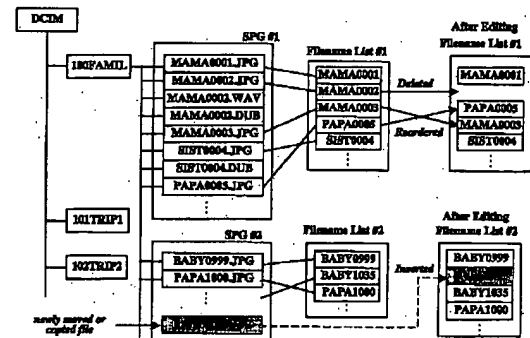 DCIM
SPG #1
After Editing
Filename List #1
Filename List #1
100FAMIL
MAMA0001.JPG
MAMA0002.JPG
MAMA0002.WAV
MAMA0002.DUB
MAMA0003.JPG
SIST0004.JPG
SIST0004.DUB
PAPA0005.JPG
MAMA0001
MAMA0002
MAMA0003
PAPA0005
SIST0004
Deleted
Reordered
MAMA0001
PAPA0005
MAMA0003
SIST0004
101TRIP1
SPG #2
Filename List #2
After Editing
Filename List #2
102TRIP2
BABY0999.JPG
PAPA1000.JPG
BABY0999
BABY1035
PAPA1000
Inserted
BABY0999
BABY1035
PAPA1000
newly moved or
copied file